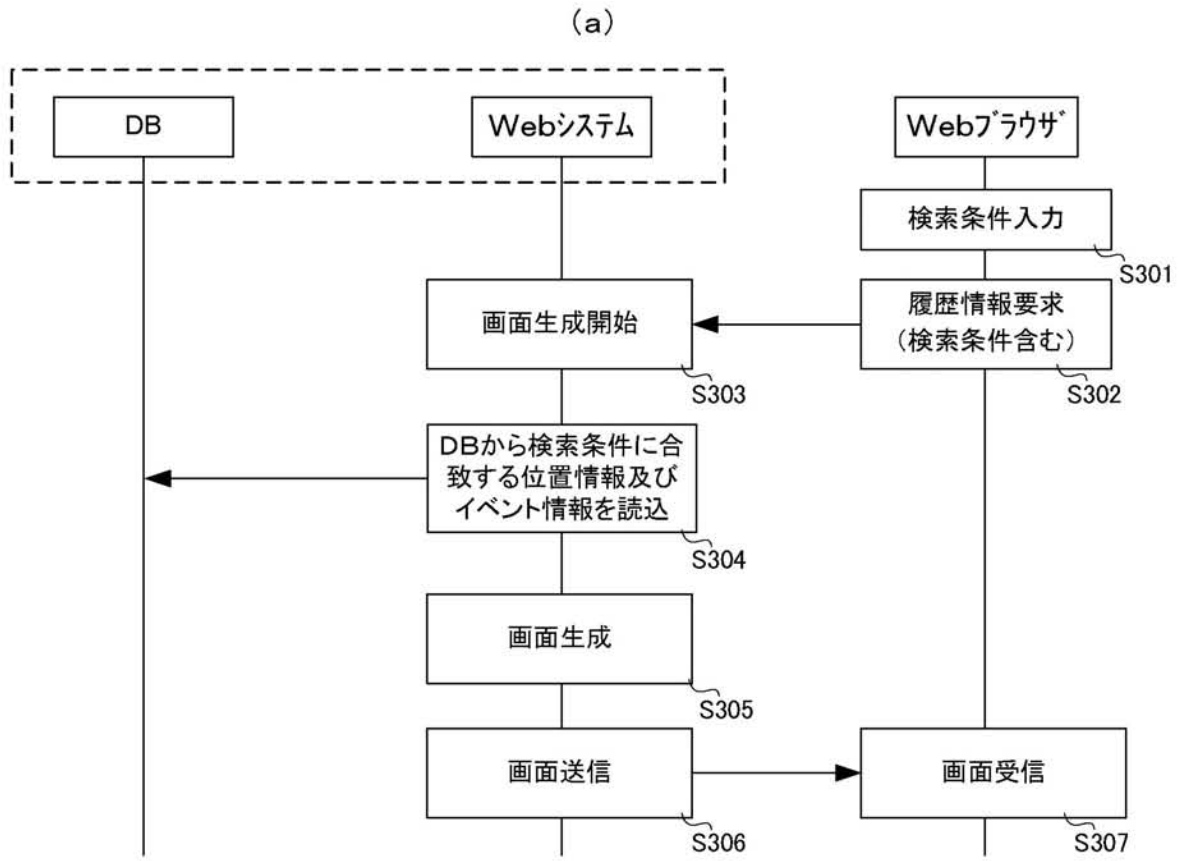 (a)
DB
Webシステム
Webブラウザ
検索条件入力
S301
画面生成開始
S303
履歴情報要求
(検索条件含む)
S302
DBから検索条件に合
致する位置情報及び
イベント情報を読込
S304
画面生成
S305
画面送信
S306
画面受信
S307